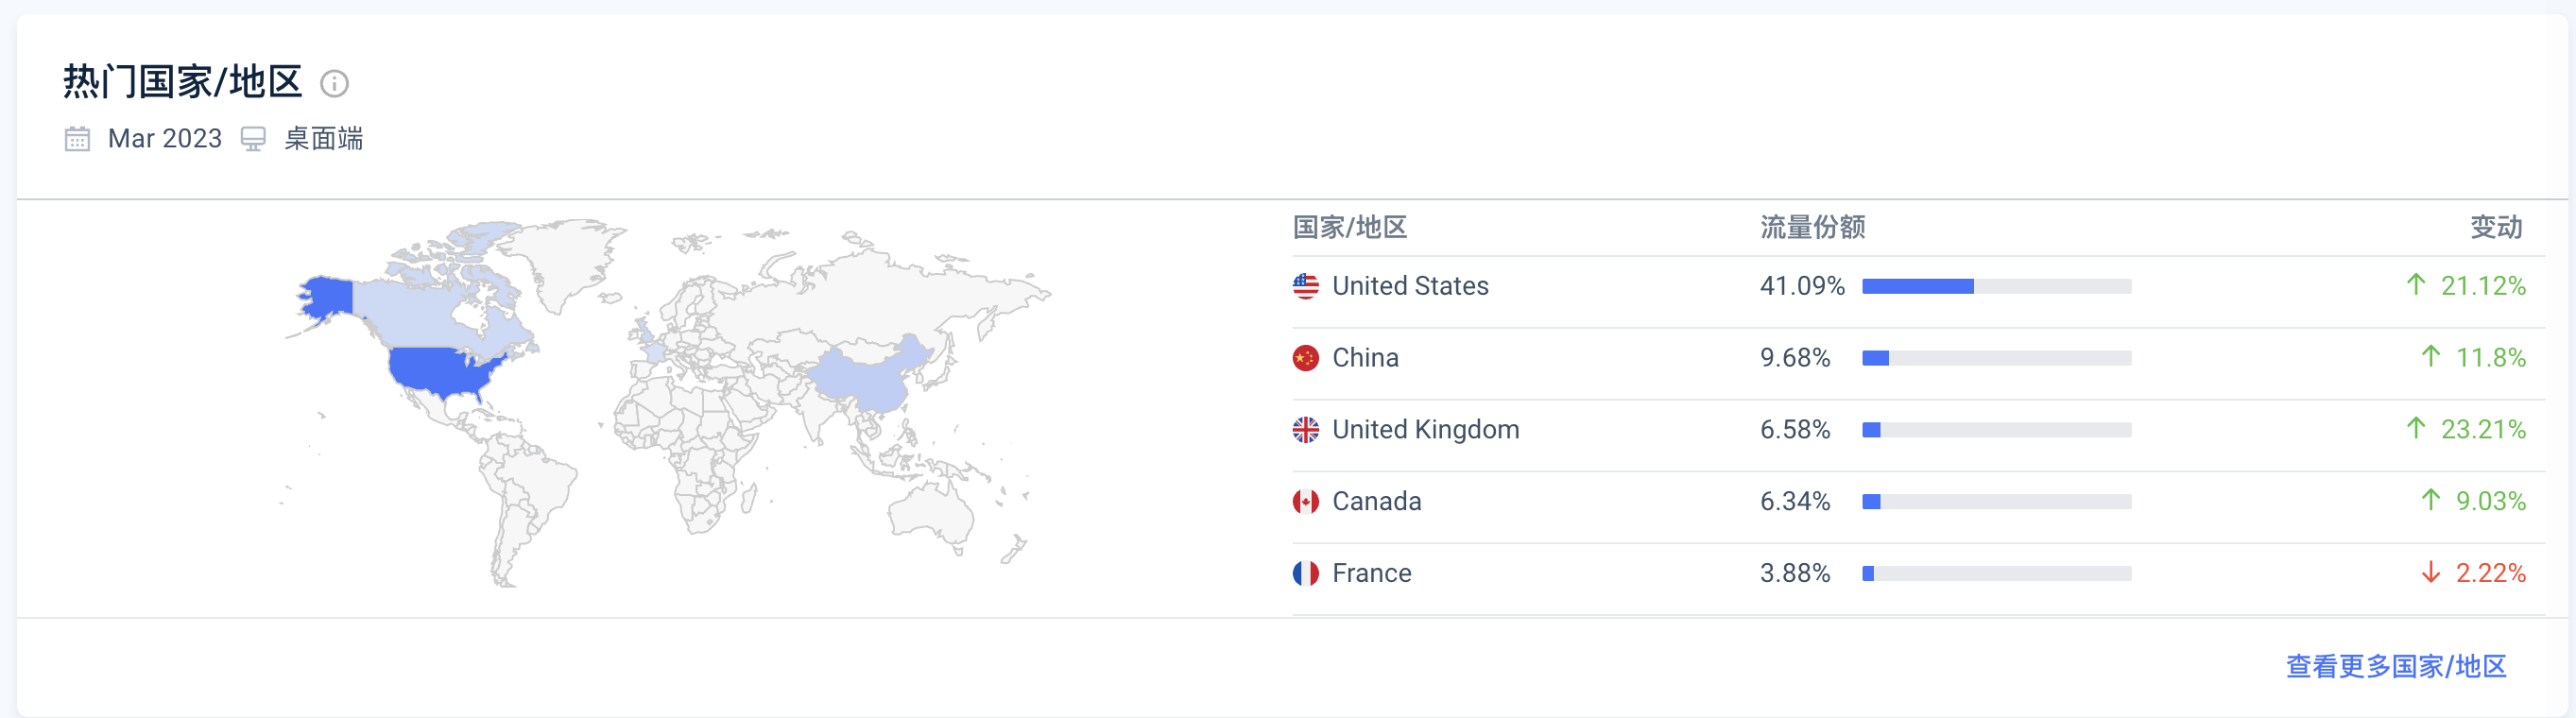 热门国家/地区
Mar 2023 桌面端
国家/地区 流量份额 变动
United States 41.09% ↑ 21.12%
China 9.68% ↑ 11.8%
United Kingdom 6.58% ↑ 23.21%
Canada 6.34% ↑ 9.03%
France 3.88% ↓ 2.22%
查看更多国家/地区